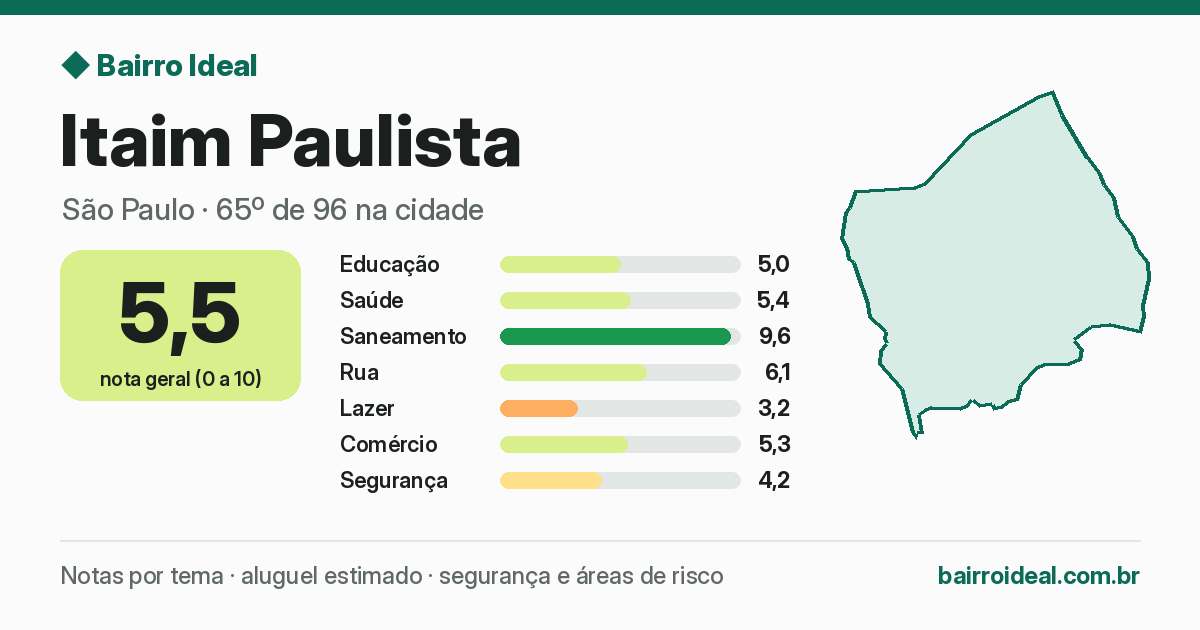 Bairro Ideal
Itaim Paulista
São Paulo · 65º de 96 na cidade
5,5
nota geral (0 a 10)
Educação 5,0
Saúde 5,4
Saneamento 9,6
Rua 6,1
Lazer 3,2
Comércio 5,3
Segurança 4,2
Notas por tema · aluguel estimado · segurança e áreas de risco
bairroideal.com.br